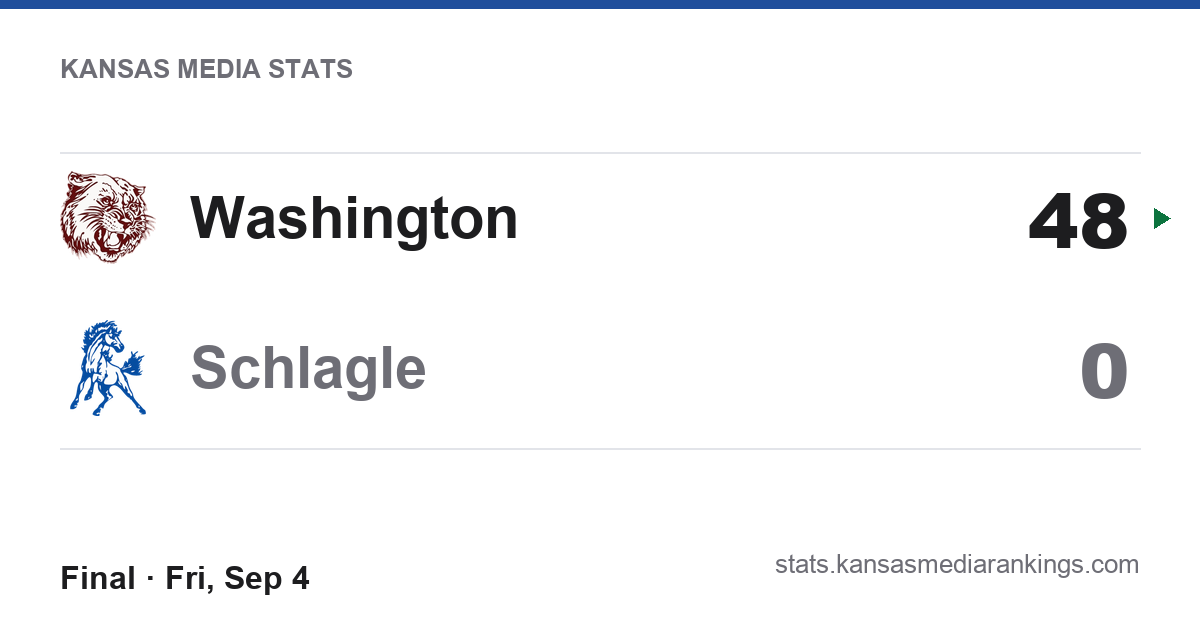 KANSAS MEDIA STATS
Washington 48
Schlagle 0
Final · Fri, Sep 4
stats.kansasmediarankings.com